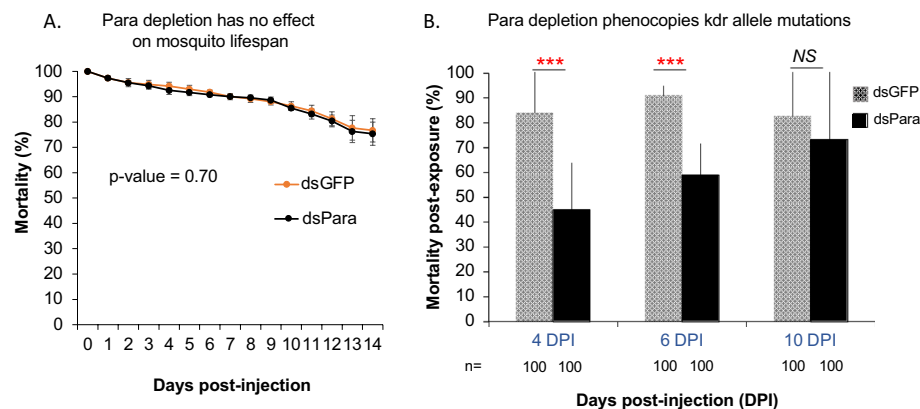 A.
Para depletion has no effect
on mosquito lifespan
Mortality (%)
100
90
80
70
60
50
40
30
20
10
0
p-value = 0.70
dsGFP
dsPara
0 1 2 3 4 5 6 7 8 9 10 11 12 13 14
Days post-injection
B.
Para depletion phenocopies kdr allele mutations
Mortality post-exposure (%)
100
90
80
70
60
50
40
30
20
10
0
*** *** NS
dsGFP
dsPara
4 DPI 6 DPI 10 DPI
n= 100 100 100 100 100 100
Days post-injection (DPI)